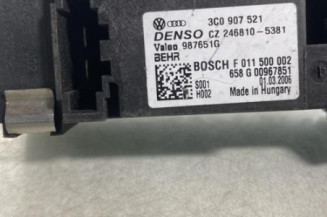 3C0 907 521
DENSO CZ 246810-5381
Valeo 987651G
BEHR
BOSCH F 011 500 002
658 G 00967851
S001 01.03.2006
H002 Made in Hungary